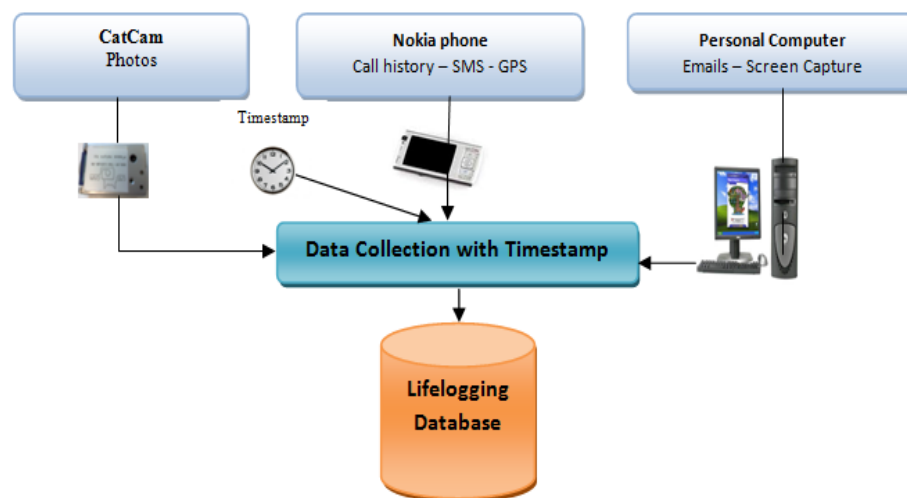 CatCam
Photos
Nokia phone
Call history – SMS - GPS
Personal Computer
Emails – Screen Capture
Timestamp
Data Collection with Timestamp
Lifelogging
Database